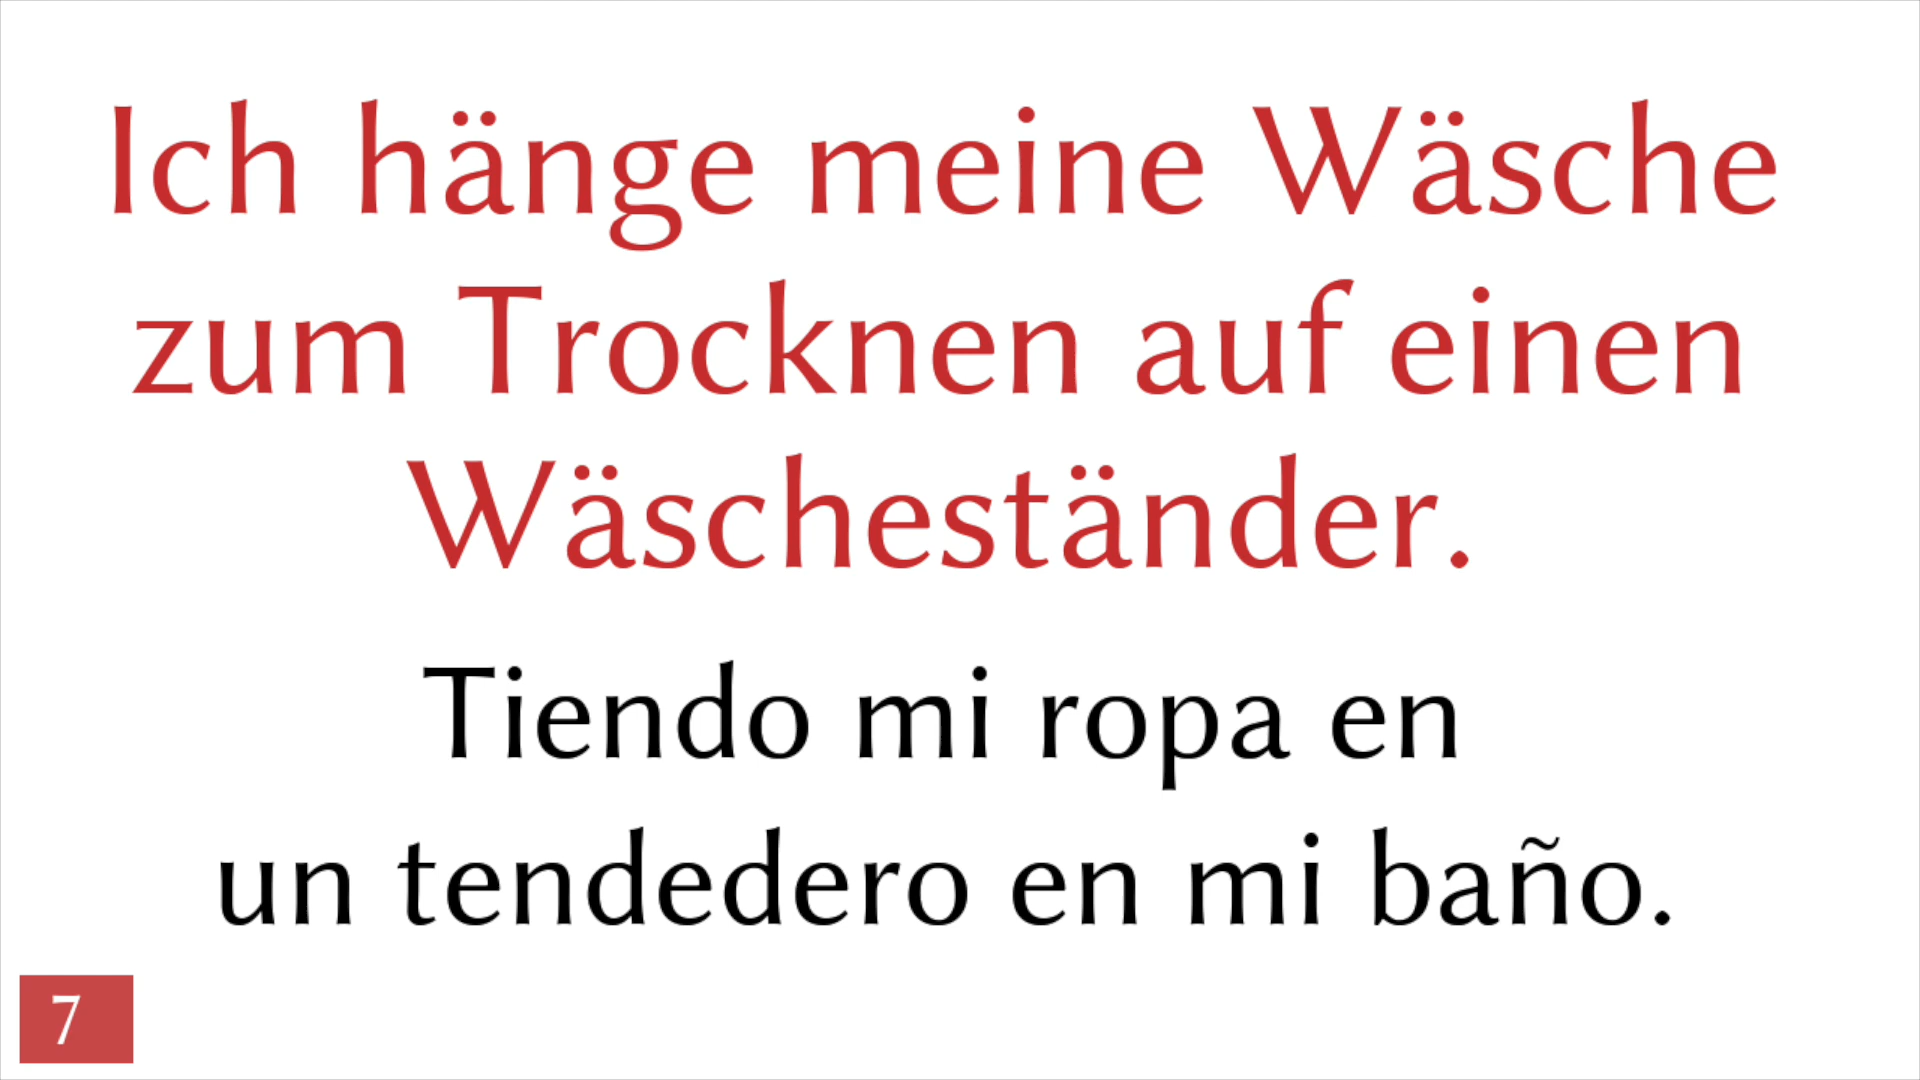 Ich hänge meine Wäsche
zum Trocknen auf einen
Wäscheständer.
Tiendo mi ropa en
un tendedero en mi baño.
7